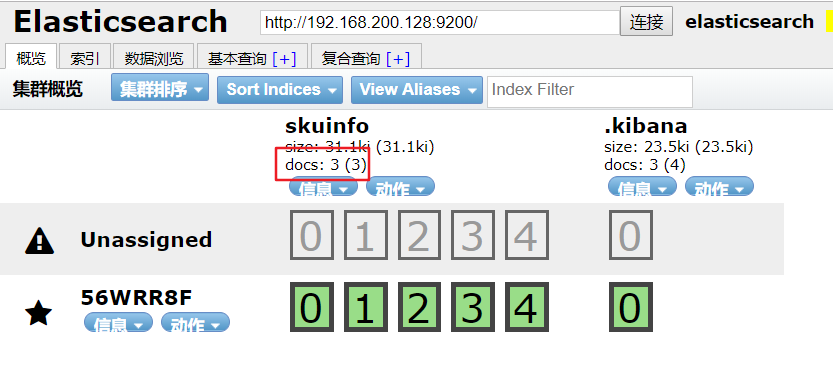 Elasticsearch http://192.168.200.128:9200/ 连接 elasticsearch
概览 索引 数据浏览 基本查询 [+] 复合查询 [+]
集群概览 集群排序 Sort Indices View Aliases Index Filter
skuinfo .kibana
size: 31.1ki (31.1ki) size: 23.5ki (23.5ki)
docs: 3 (3) docs: 3 (4)
信息 动作 信息 动作
Unassigned 0 1 2 3 4 0
56WRR8F 0 1 2 3 4 0
信息 动作